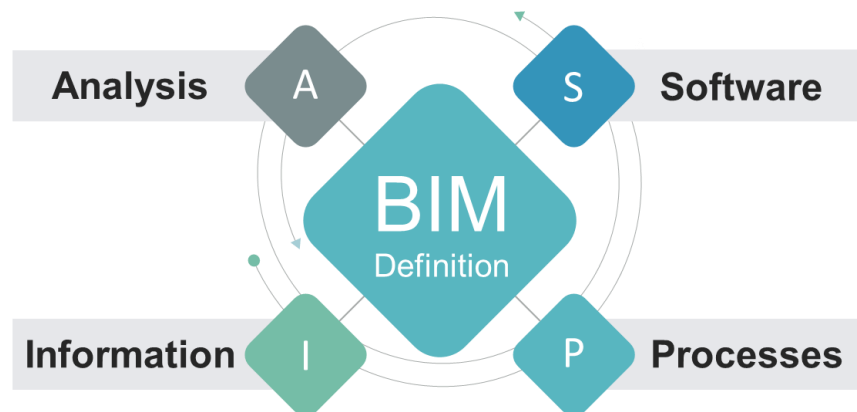 Analysis
A
S
Software
BIM
Definition
Information
I
P
Processes